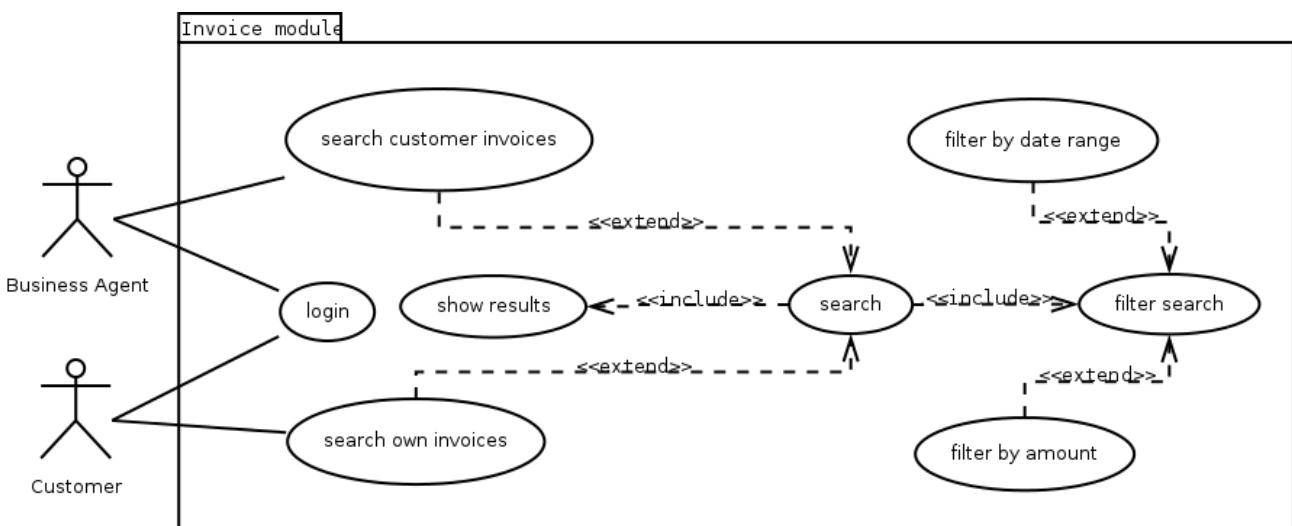 Invoice module
search customer invoices
filter by date range
<<extend>>
<<extend>>
Business Agent
login
show results
<<include>>
search
<<include>>
filter search
<<extend>>
<<extend>>
search own invoices
filter by amount
Customer